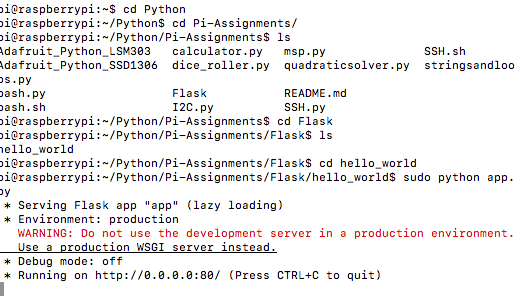 pi@raspberrypi:~$ cd Python
pi@raspberrypi:~/Python$ cd Pi-Assignments/
pi@raspberrypi:~/Python/Pi-Assignments$ ls
Adafruit_Python_LSM303   calculator.py   msp.py              SSH.sh
Adafruit_Python_SSD1306  dice_roller.py  quadraticsolver.py  stringsandloo
ps.py
bash.py                  Flask           README.md
bash.sh                  I2C.py          SSH.py
pi@raspberrypi:~/Python/Pi-Assignments$ cd Flask
pi@raspberrypi:~/Python/Pi-Assignments/Flask$ ls
hello_world
pi@raspberrypi:~/Python/Pi-Assignments/Flask$ cd hello_world
pi@raspberrypi:~/Python/Pi-Assignments/Flask/hello_world$ sudo python app.
py
 * Serving Flask app "app" (lazy loading)
 * Environment: production
   WARNING: Do not use the development server in a production environment.
   Use a production WSGI server instead.
 * Debug mode: off
 * Running on http://0.0.0.0:80/ (Press CTRL+C to quit)